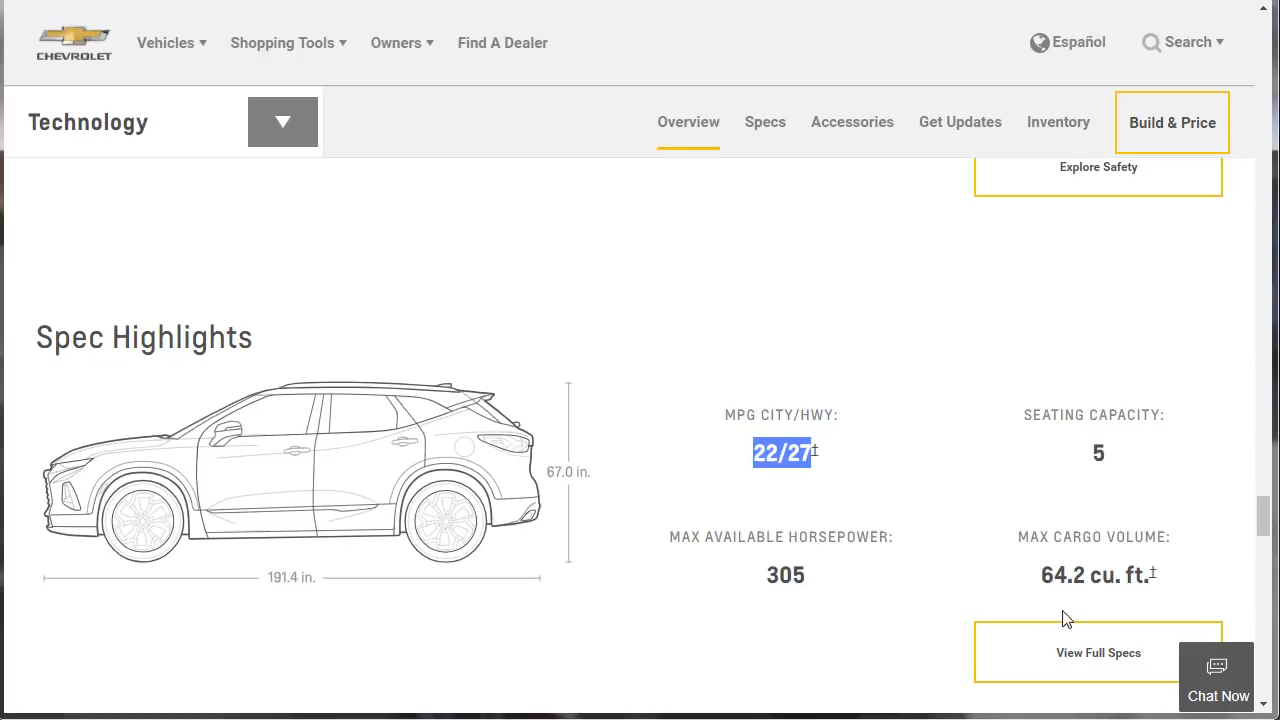 CHEVROLET
Vehicles ▾ Shopping Tools ▾ Owners ▾ Find A Dealer
Español Search ▾
Technology
Overview Specs Accessories Get Updates Inventory Build & Price
Explore Safety
Spec Highlights
MPG CITY/HWY: SEATING CAPACITY:
22/27‡ 5
67.0 in.
MAX AVAILABLE HORSEPOWER: MAX CARGO VOLUME:
305 64.2 cu. ft.‡
191.4 in.
View Full Specs
Chat Now